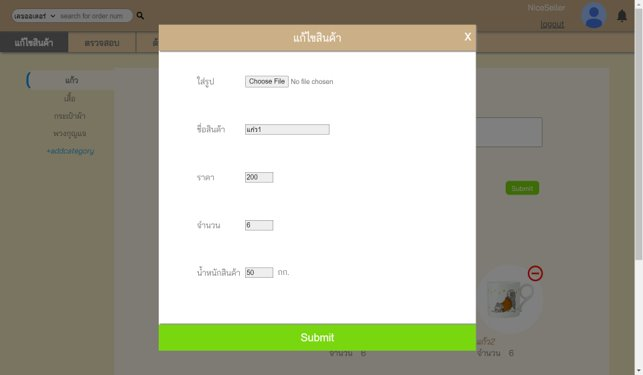 NiceSeller
logout
เลขออเดอร์ search for order num
แก้ไขสินค้า ตรวจสอบ
แก้ไขสินค้า X
แก้ว
เสื้อ
กระเป๋าผ้า
พวงกุญแจ
+addcategory
ใส่รูป Choose File No file chosen
ชื่อสินค้า แก้ว1
ราคา 200
จำนวน 6
น้ำหนักสินค้า 50 กก.
Submit
Submit
แก้ว2
จำนวน 6
จำนวน 6